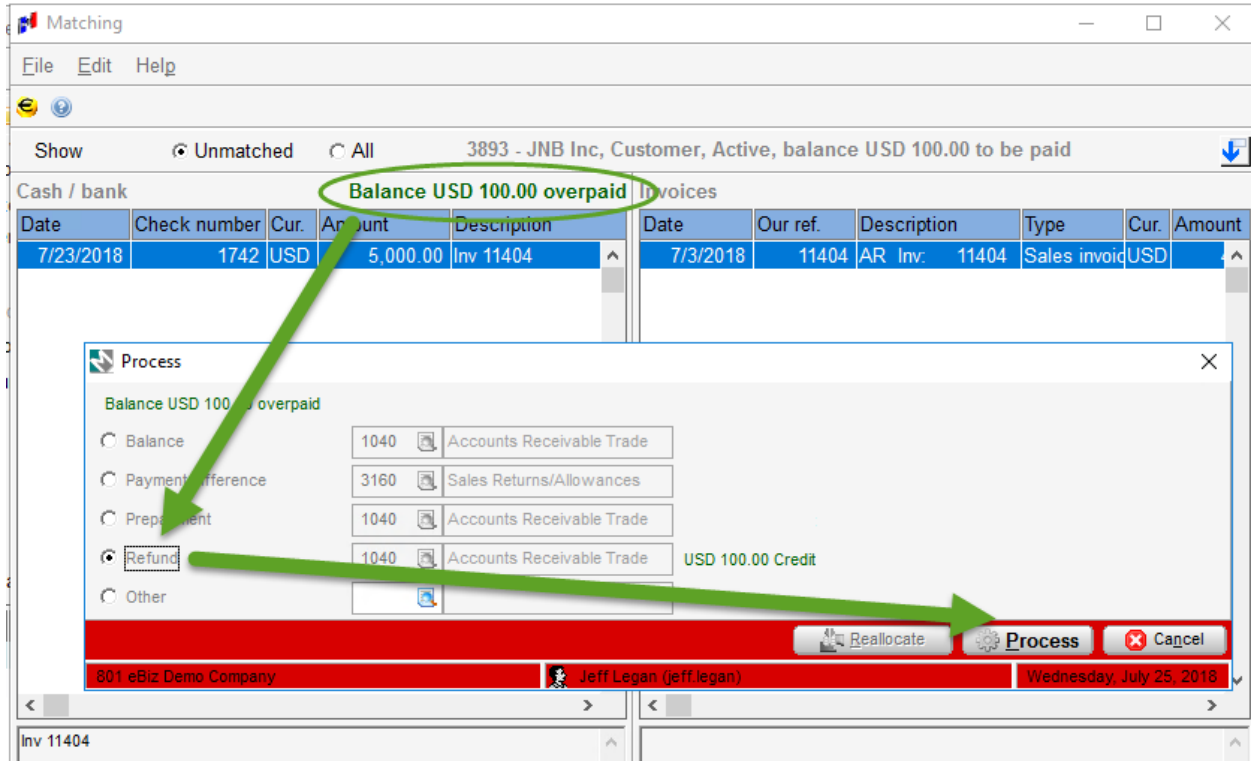 Matching
File Edit Help
Show Unmatched All 3893 - JNB Inc, Customer, Active, balance USD 100.00 to be paid
Cash / bank Balance USD 100.00 overpaid Invoices
Date Check number Cur. Amount Description Date Our ref. Description Type Cur. Amount
7/23/2018 1742 USD 5,000.00 Inv 11404 7/3/2018 11404 AR Inv: 11404 Sales invoic USD
Process
Balance USD overpaid
Balance 1040 Accounts Receivable Trade
Payment 3160 Sales Returns/Allowances
1040 Accounts Receivable Trade
Refund 1040 Accounts Receivable Trade USD 100.00 Credit
Other
Reallocate Process Cancel
801 eBiz Demo Company Jeff Legan (jeff.legan) Wednesday, July 25, 2018
Inv 11404